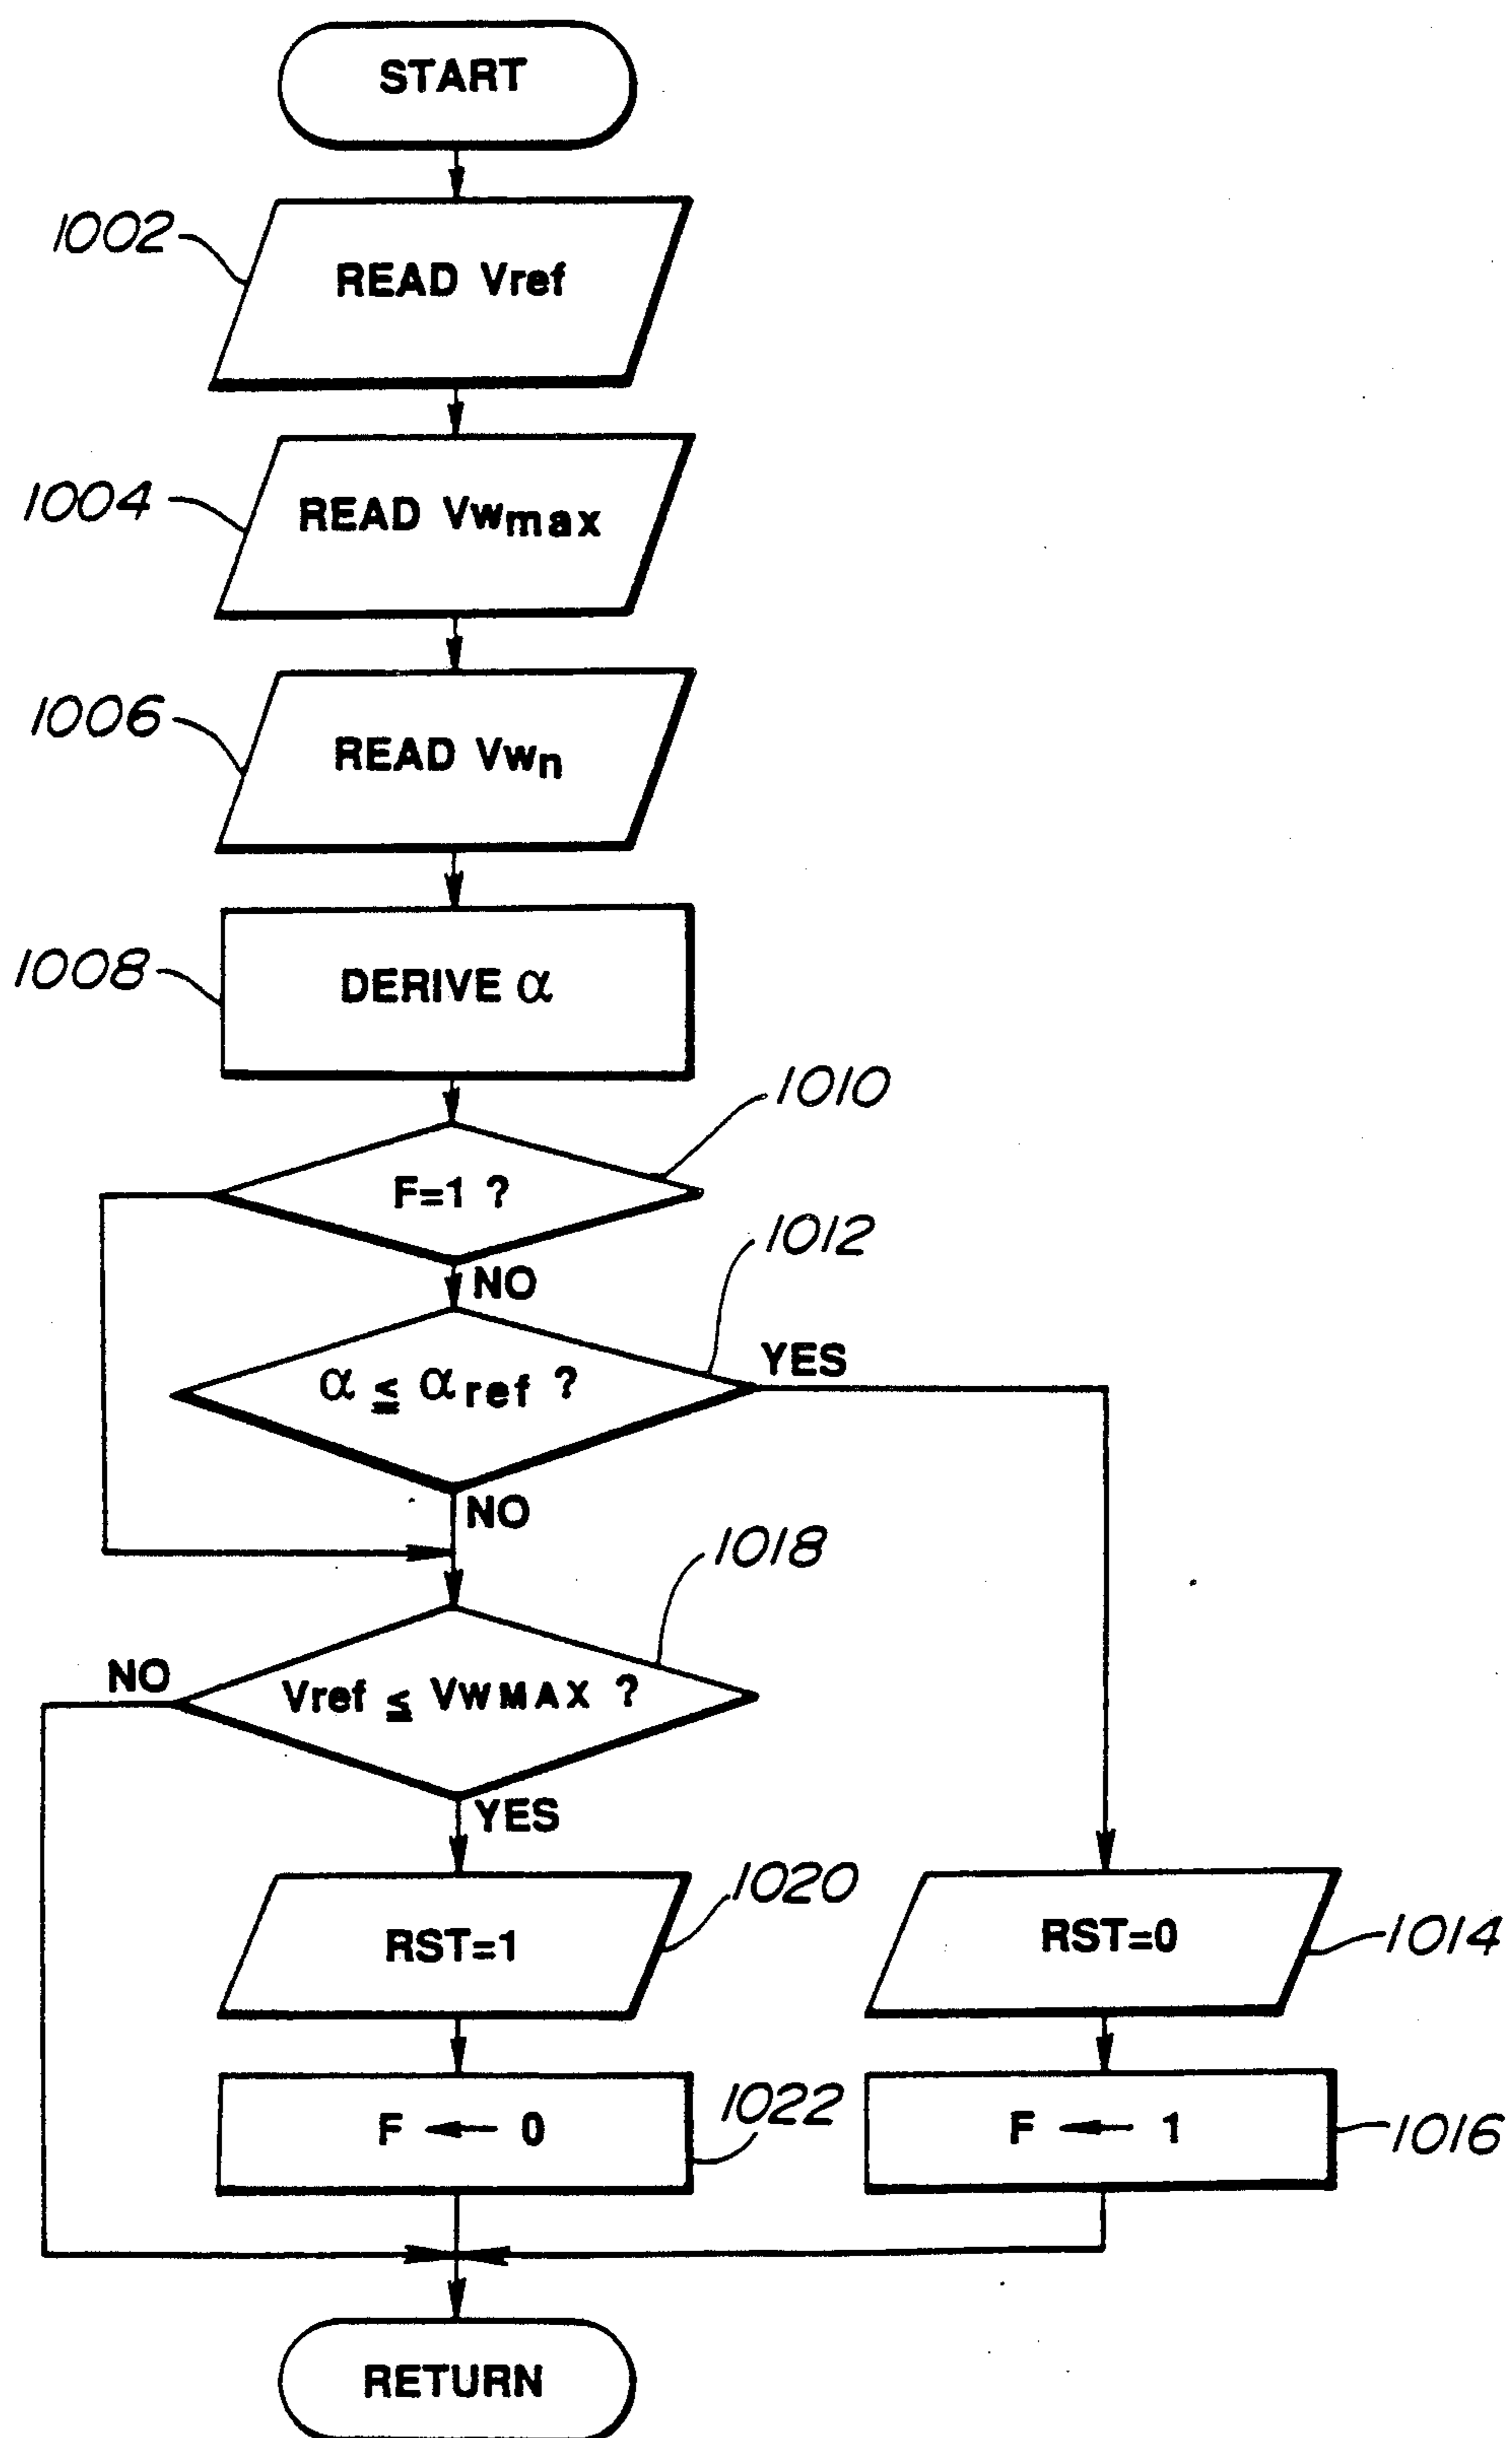 START
1002
READ Vref
1004
READ Vwmax
1006
READ Vwn
1008
DERIVE α
1010
F=1 ?
1012
NO
YES
α ≦ αref ?
NO
1018
NO
Vref ≦ VWMAX ?
YES
1020
RST=1
RST=0
1014
1022
F ← 0
F ← 1
1016
RETURN